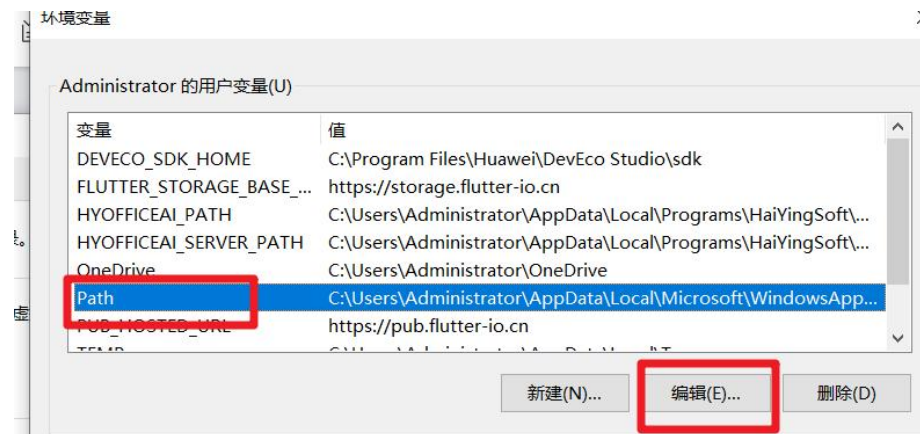 环境变量
Administrator 的用户变量(U)
变量 值
DEVECO_SDK_HOME C:\Program Files\Huawei\DevEco Studio\sdk
FLUTTER_STORAGE_BASE_... https://storage.flutter-io.cn
HYOFFICEAI_PATH C:\Users\Administrator\AppData\Local\Programs\HaiYingSoft\...
HYOFFICEAI_SERVER_PATH C:\Users\Administrator\AppData\Local\Programs\HaiYingSoft\...
OneDrive C:\Users\Administrator\OneDrive
Path C:\Users\Administrator\AppData\Local\Microsoft\WindowsApp...
PUB_HOSTED_URL https://pub.flutter-io.cn
新建(N)... 编辑(E)... 删除(D)